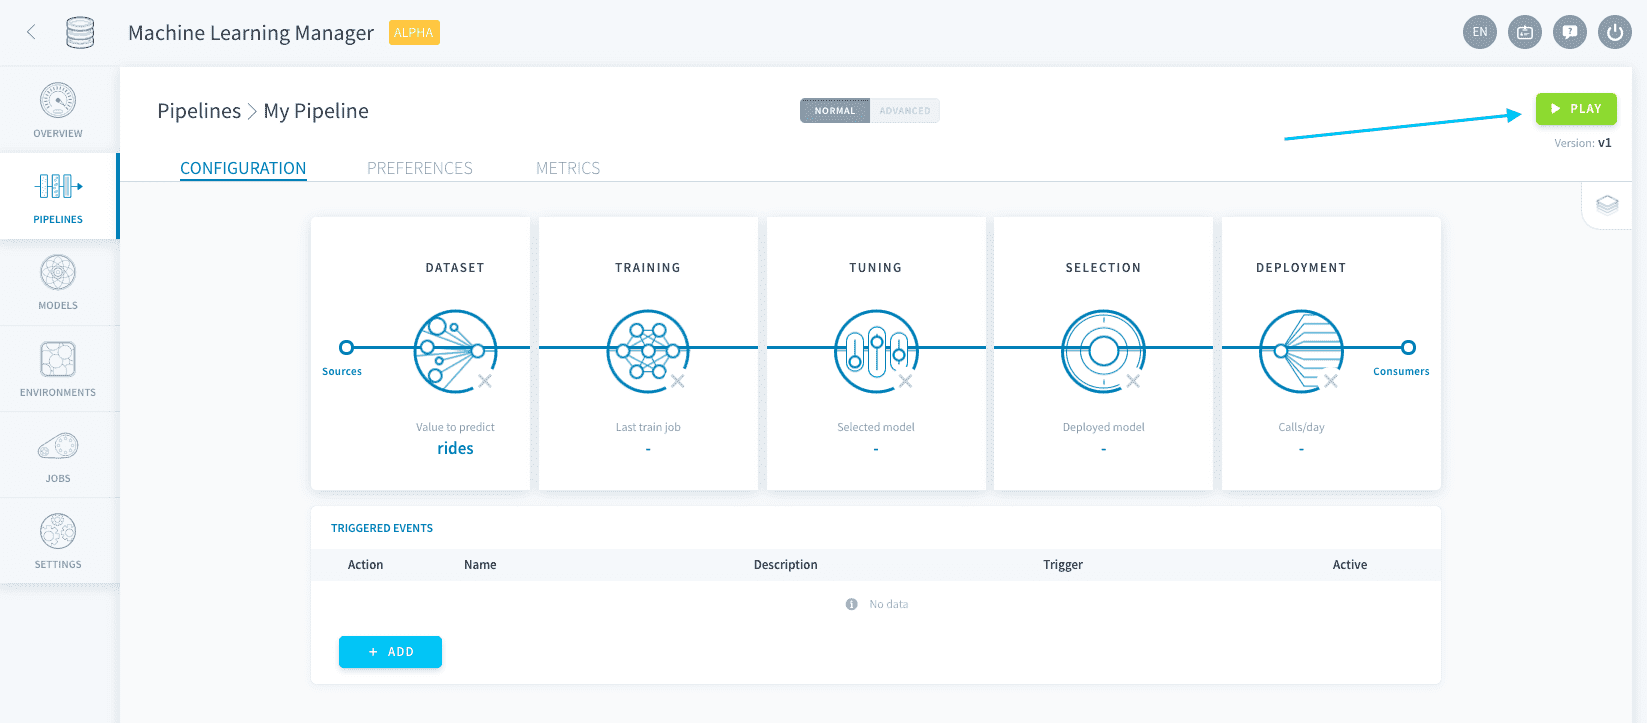 Machine Learning Manager ALPHA
EN
OVERVIEW
PIPELINES
MODELS
ENVIRONMENTS
JOBS
SETTINGS
Pipelines > My Pipeline
NORMAL ADVANCED
PLAY
Version: v1
CONFIGURATION PREFERENCES METRICS
DATASET TRAINING TUNING SELECTION DEPLOYMENT
Sources Consumers
Value to predict Last train job Selected model Deployed model Calls/day
rides - - - -
TRIGGERED EVENTS
Action Name Description Trigger Active
No data
+ ADD